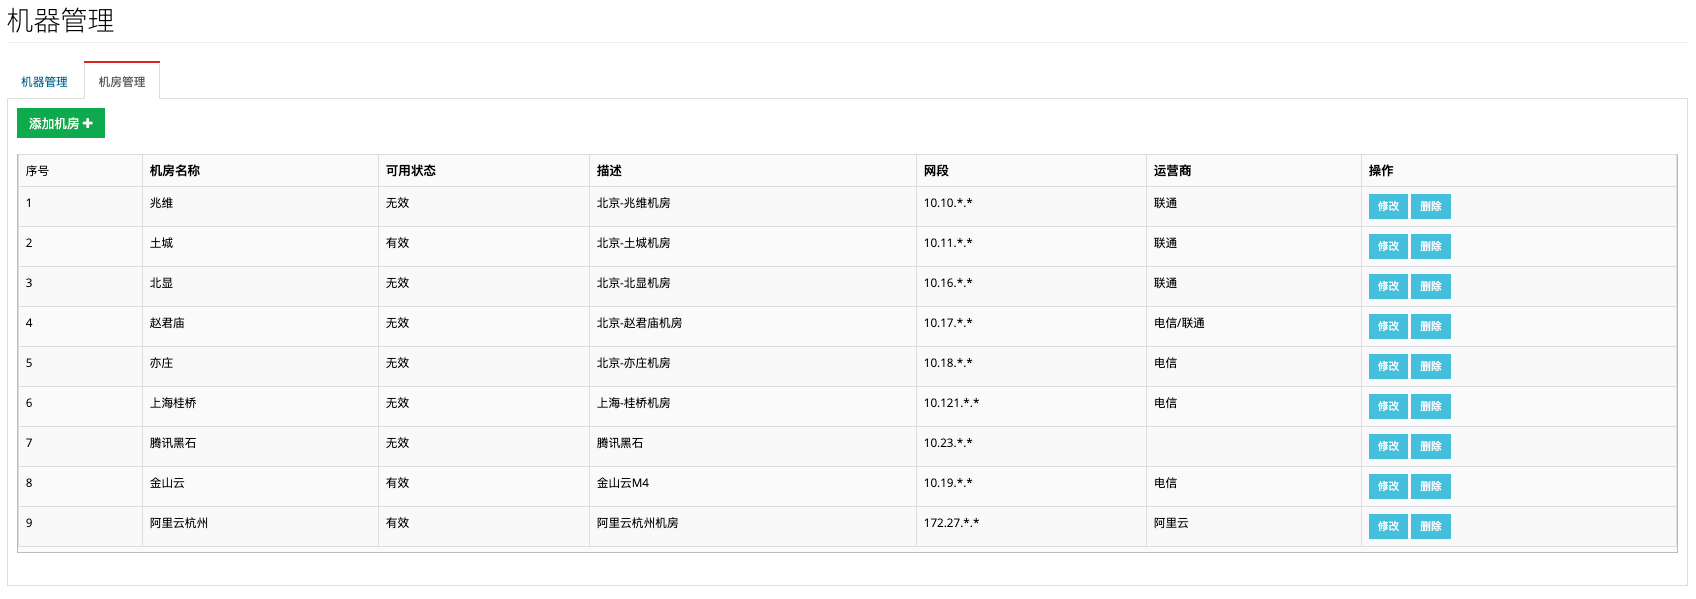 机器管理
机器管理 机房管理
添加机房
序号 机房名称 可用状态 描述 网段 运营商 操作
1 兆维 无效 北京-兆维机房 10.10.*.* 联通 修改 删除
2 土城 有效 北京-土城机房 10.11.*.* 联通 修改 删除
3 北显 无效 北京-北显机房 10.16.*.* 联通 修改 删除
4 赵君庙 无效 北京-赵君庙机房 10.17.*.* 电信/联通 修改 删除
5 亦庄 无效 北京-亦庄机房 10.18.*.* 电信 修改 删除
6 上海桂桥 无效 上海-桂桥机房 10.121.*.* 电信 修改 删除
7 腾讯黑石 无效 腾讯黑石 10.23.*.* 修改 删除
8 金山云 有效 金山云M4 10.19.*.* 电信 修改 删除
9 阿里云杭州 有效 阿里云杭州机房 172.27.*.* 阿里云 修改 删除